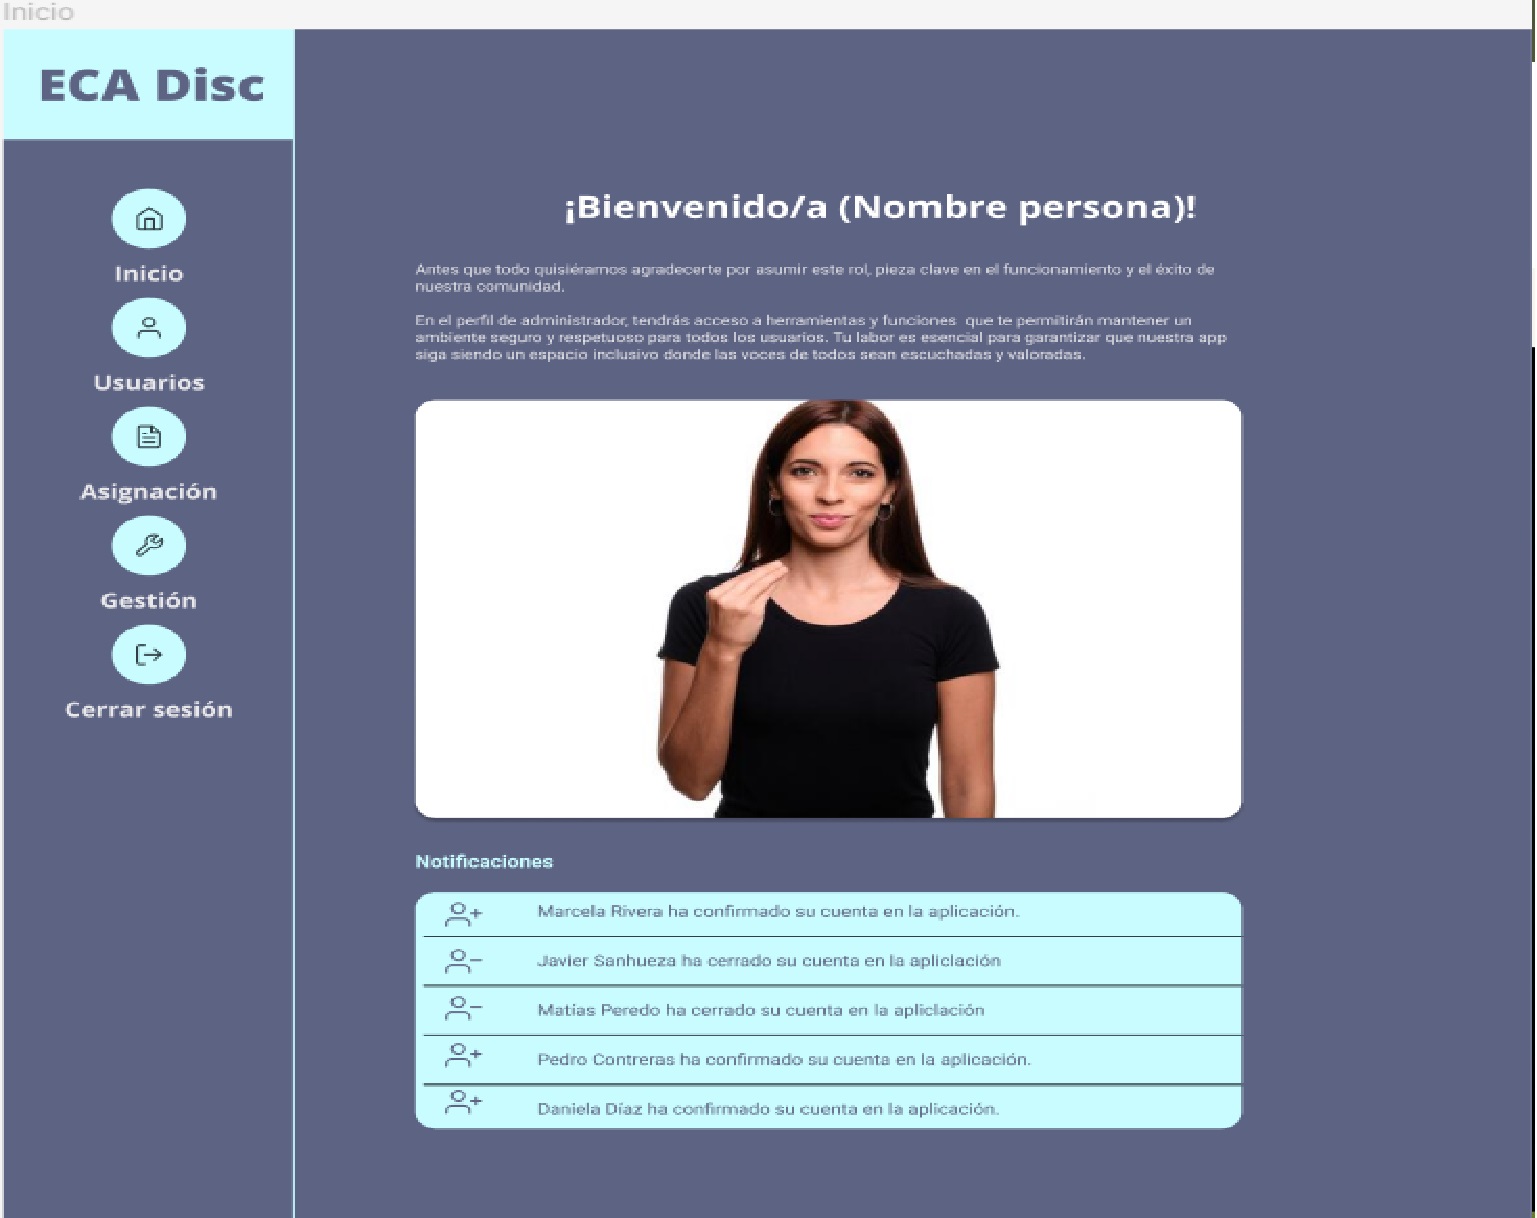 Inicio
ECA Disc
Inicio
Usuarios
Asignación
Gestión
Cerrar sesión
¡Bienvenido/a (Nombre persona)!
Antes que todo quisiéramos agradecerte por asumir este rol, pieza clave en el funcionamiento y el éxito de
nuestra comunidad.
En el perfil de administrador, tendrás acceso a herramientas y funciones que te permitirán mantener un
ambiente seguro y respetuoso para todos los usuarios. Tu labor es esencial para garantizar que nuestra app
siga siendo un espacio inclusivo donde las voces de todos sean escuchadas y valoradas.
Notificaciones
Marcela Rivera ha confirmado su cuenta en la aplicación.
Javier Sanhueza ha cerrado su cuenta en la apliclación
Matías Peredo ha cerrado su cuenta en la apliclación
Pedro Contreras ha confirmado su cuenta en la aplicación.
Daniela Díaz ha confirmado su cuenta en la aplicación.